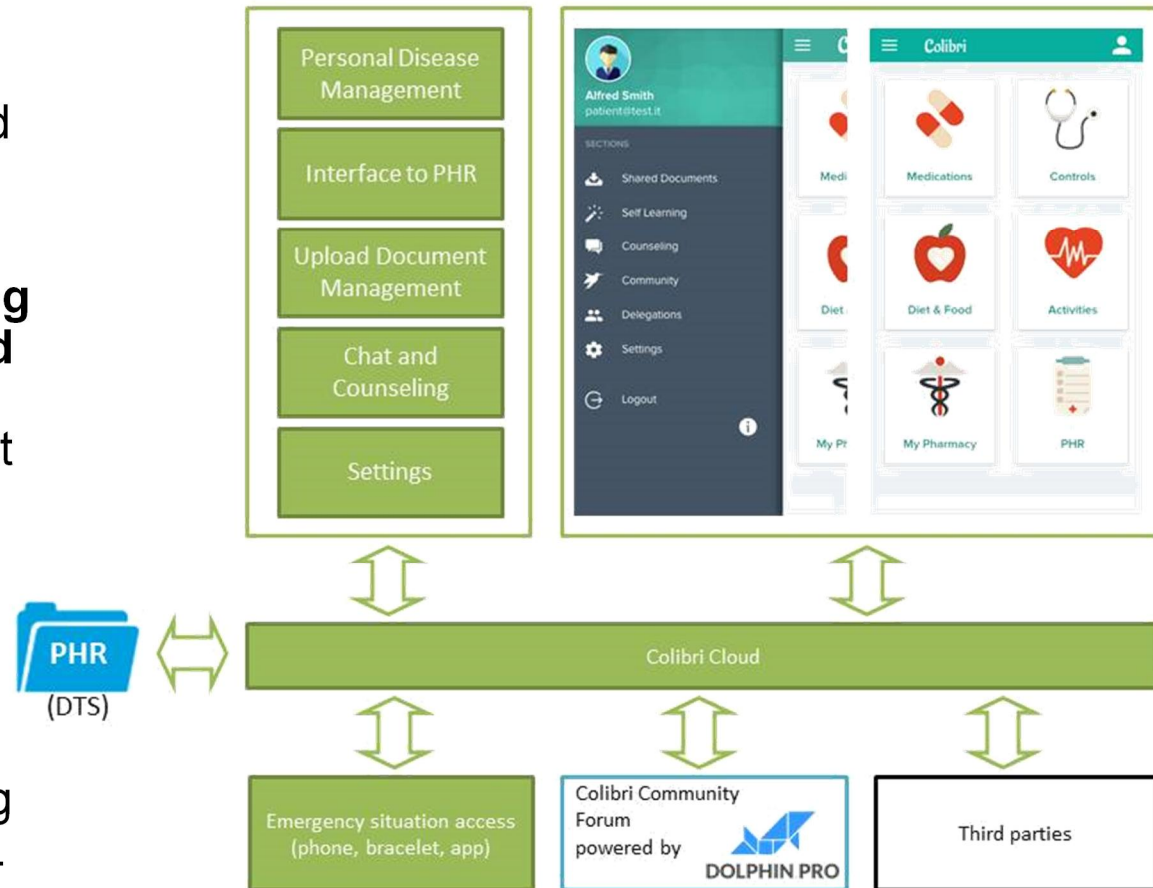 Personal Disease
Management
Interface to PHR
Upload Document
Management
Chat and
Counseling
Settings
Alfred Smith
patient@test.it
SECTIONS
Shared Documents
Self Learning
Counseling
Community
Delegations
Settings
Logout
C
Medi
Diet
My Ph
Colibri
Medications
Controls
Diet & Food
Activities
My Pharmacy
PHR
PHR
(DTS)
Colibri Cloud
Emergency situation access
(phone, bracelet, app)
Colibri Community
Forum
powered by
DOLPHIN PRO
Third parties